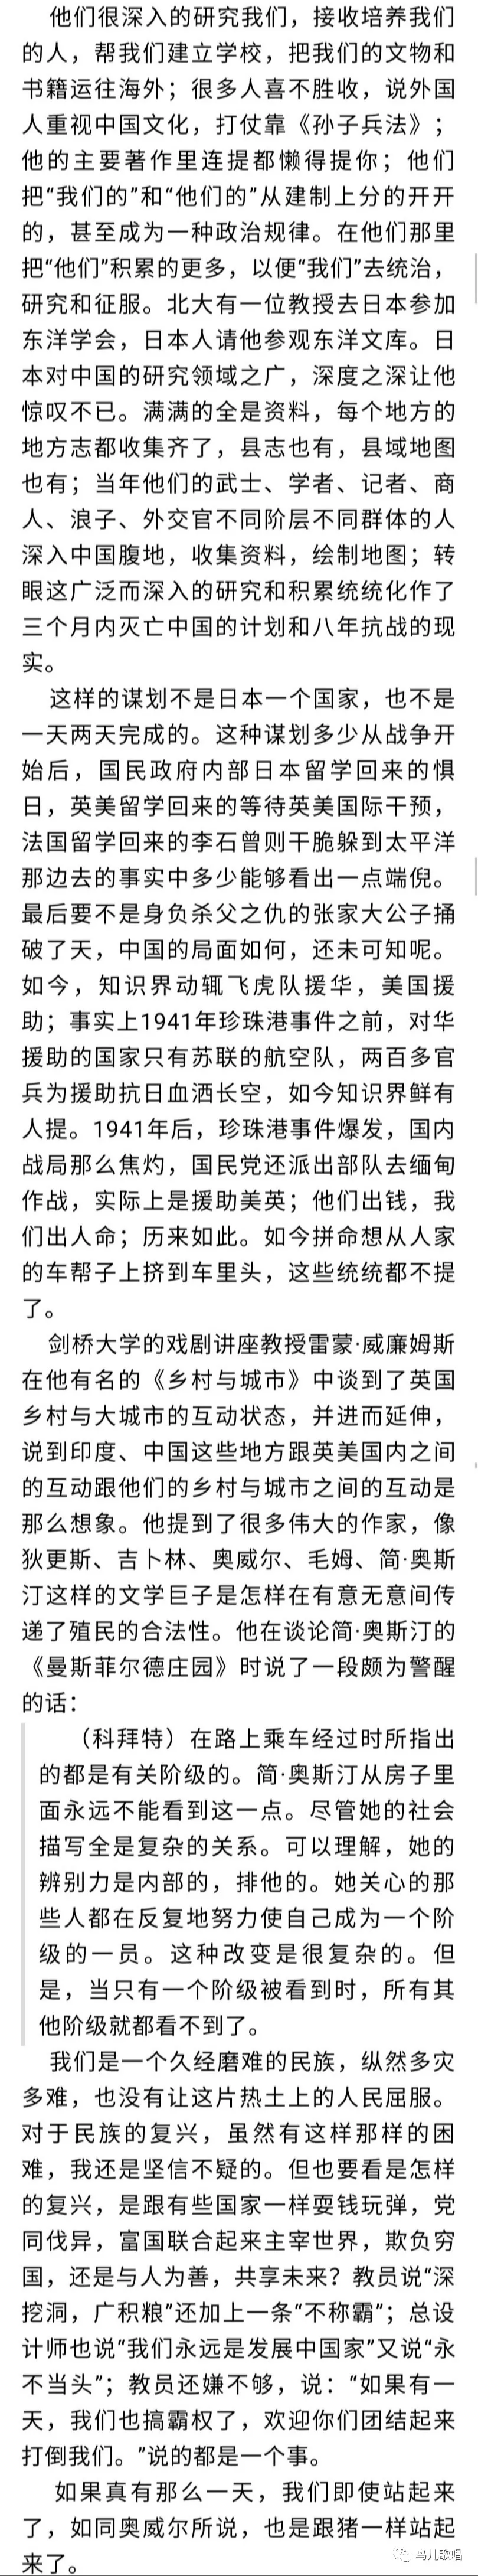 他们很深入的研究我们，接收培养我们
的人，帮我们建立学校，把我们的文物和
书籍运往海外；很多人喜不胜收，说外国
人重视中国文化，打仗靠《孙子兵法》；
他的主要著作里连提都懒得提你；他们
把“我们的”和“他们的”从建制上分的开开
的，甚至成为一种政治规律。在他们那里
把“他们”积累的更多，以便“我们”去统治，
研究和征服。北大有一位教授去日本参加
东洋学会，日本人请他参观东洋文库。日
本对中国的研究领域之广，深度之深让他
惊叹不已。满满的全是资料，每个地方的
地方志都收集齐了，县志也有，县域地图
也有；当年他们的武士、学者、记者、商
人、浪子、外交官不同阶层不同群体的人
深入中国腹地，收集资料，绘制地图；转
眼这广泛而深入的研究和积累统统化作了
三个月内灭亡中国的计划和八年抗战的现
实。
这样的谋划不是日本一个国家，也不是
一天两天完成的。这种谋划多少从战争开
始后，国民政府内部日本留学回来的惧
日，英美留学回来的等待英美国际干预，
法国留学回来的李石曾则干脆躲到太平洋
那边去的事实中多少能够看出一点端倪。
最后要不是身负杀父之仇的张家大公子捅
破了天，中国的局面如何，还未可知呢。
如今，知识界动辄飞虎队援华，美国援
助；事实上1941年珍珠港事件之前，对华
援助的国家只有苏联的航空队，两百多官
兵为援助抗日血洒长空，如今知识界鲜有
人提。1941年后，珍珠港事件爆发，国内
战局那么焦灼，国民党还派出部队去缅甸
作战，实际上是援助美英；他们出钱，我
们出人命；历来如此。如今拼命想从人家
的车帮子上挤到车里头，这些统统都不提
了。
剑桥大学的戏剧讲座教授雷蒙·威廉姆斯
在他有名的《乡村与城市》中谈到了英国
乡村与大城市的互动状态，并进而延伸，
说到印度、中国这些地方跟英美国内之间
的互动跟他们的乡村与城市之间的互动是
那么想象。他提到了很多伟大的作家，像
狄更斯、吉卜林、奥威尔、毛姆、简·奥斯
汀这样的文学巨子是怎样在有意无意间传
递了殖民的合法性。他在谈论简·奥斯汀的
《曼斯菲尔德庄园》时说了一段颇为警醒
的话：
（科拜特）在路上乘车经过时所指出
的都是有关阶级的。简·奥斯汀从房子里
面永远不能看到这一点。尽管她的社会
描写全是复杂的关系。可以理解，她的
辨别力是内部的，排他的。她关心的那
些人都在反复地努力使自己成为一个阶
级的一员。这种改变是很复杂的。但
是，当只有一个阶级被看到时，所有其
他阶级就都看不到了。
我们是一个久经磨难的民族，纵然多灾
多难，也没有让这片热土上的人民屈服。
对于民族的复兴，虽然有这样那样的困
难，我还是坚信不疑的。但也要看是怎样
的复兴，是跟有些国家一样耍钱玩弹，党
同伐异，富国联合起来主宰世界，欺负穷
国，还是与人为善，共享未来？教员说“深
挖洞，广积粮”还加上一条“不称霸”；总设
计师也说“我们永远是发展中国家”又说“永
不当头”；教员还嫌不够，说：“如果有一
天，我们也搞霸权了，欢迎你们团结起来
打倒我们。”说的都是一个事。
如果真有那么一天，我们即使站起来
了，如同奥威尔所说，也是跟猪一样站起
来了。
鸟儿歌唱